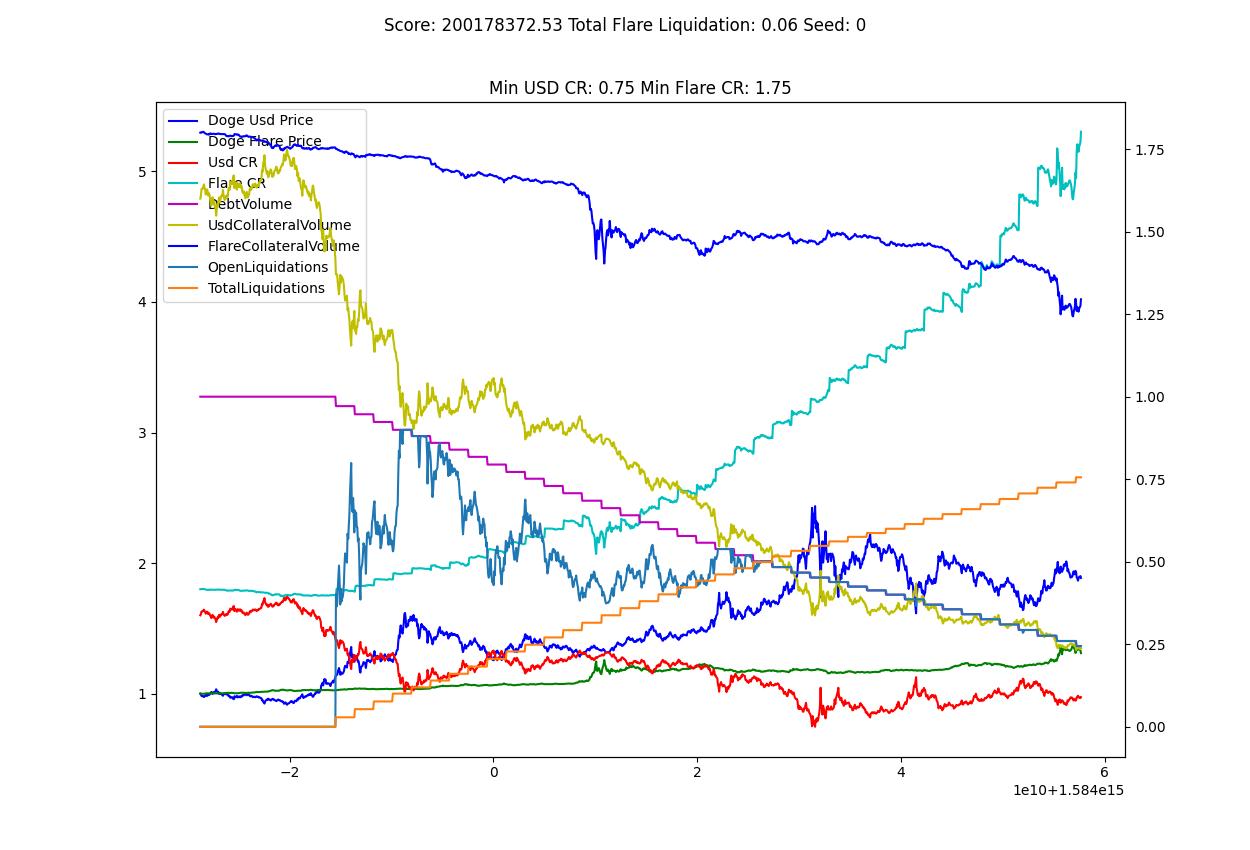 Score: 200178372.53 Total Flare Liquidation: 0.06 Seed: 0
Min USD CR: 0.75 Min Flare CR: 1.75
Doge Usd Price
Doge Flare Price
Usd CR
Flare CR
DebtVolume
UsdCollateralVolume
FlareCollateralVolume
OpenLiquidations
TotalLiquidations
5
4
3
2
1
1.75
1.50
1.25
1.00
0.75
0.50
0.25
0.00
−2
0
2
4
6
1e10+1.584e15